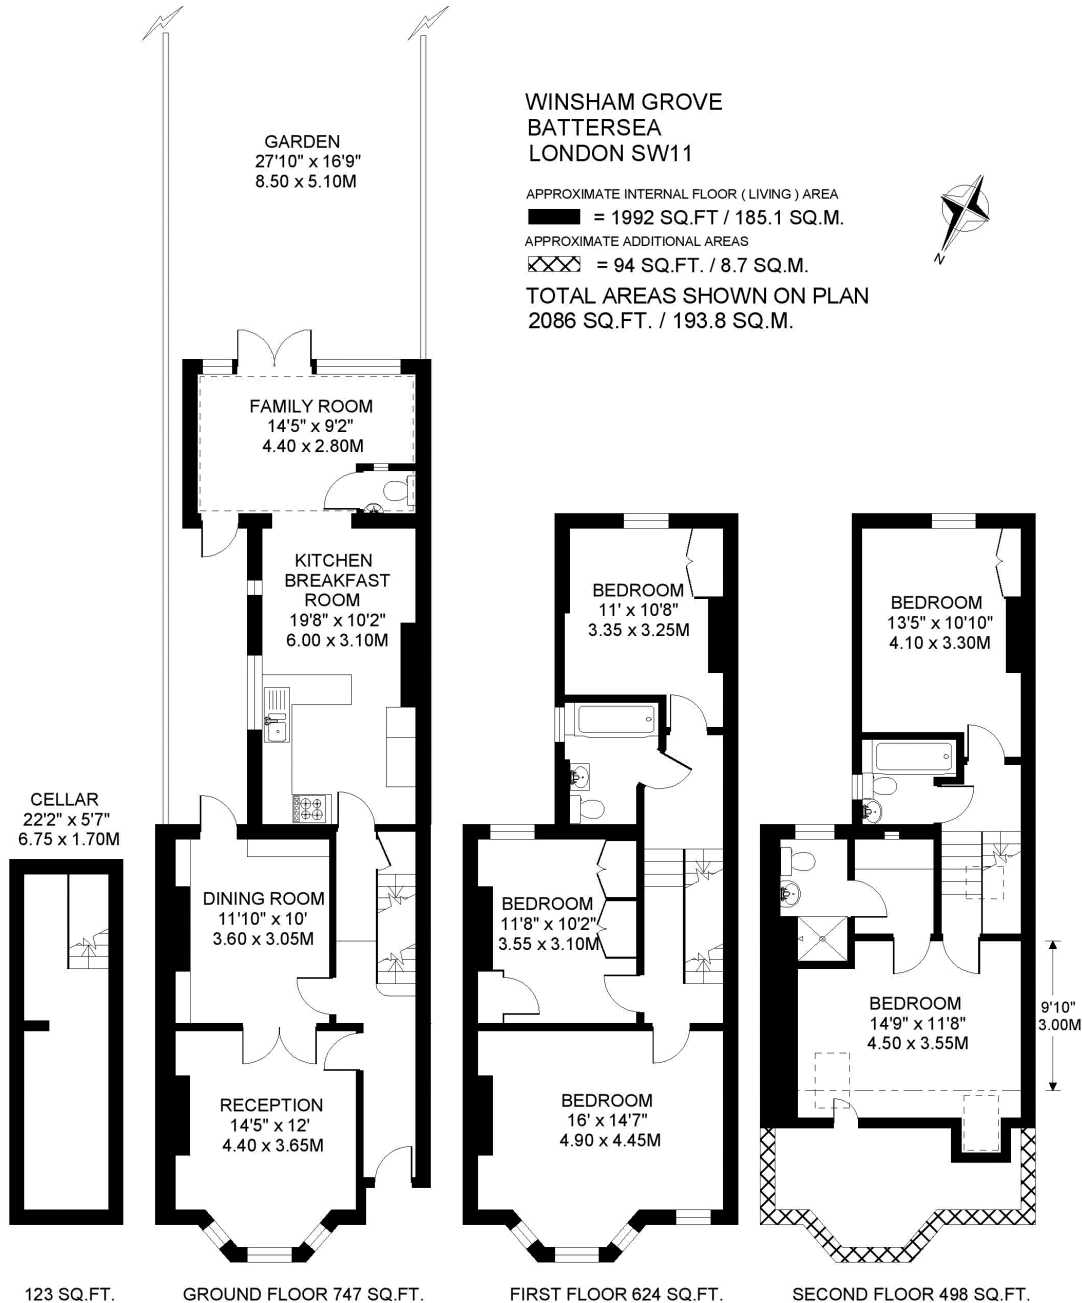 GARDEN
27'10" x 16'9"
8.50 x 5.10M
WINSHAM GROVE
BATTERSEA
LONDON SW11
APPROXIMATE INTERNAL FLOOR ( LIVING ) AREA
= 1992 SQ.FT / 185.1 SQ.M.
APPROXIMATE ADDITIONAL AREAS
= 94 SQ.FT. / 8.7 SQ.M.
TOTAL AREAS SHOWN ON PLAN
2086 SQ.FT. / 193.8 SQ.M.
N
FAMILY ROOM
14'5" x 9'2"
4.40 x 2.80M
KITCHEN
BREAKFAST
ROOM
19'8" x 10'2"
6.00 x 3.10M
BEDROOM
11' x 10'8"
3.35 x 3.25M
BEDROOM
13'5" x 10'10"
4.10 x 3.30M
CELLAR
22'2" x 5'7"
6.75 x 1.70M
DINING ROOM
11'10" x 10'
3.60 x 3.05M
BEDROOM
11'8" x 10'2"
3.55 x 3.10M
BEDROOM
14'9" x 11'8"
4.50 x 3.55M
9'10"
3.00M
RECEPTION
14'5" x 12'
4.40 x 3.65M
BEDROOM
16' x 14'7"
4.90 x 4.45M
123 SQ.FT.
GROUND FLOOR 747 SQ.FT.
FIRST FLOOR 624 SQ.FT.
SECOND FLOOR 498 SQ.FT.